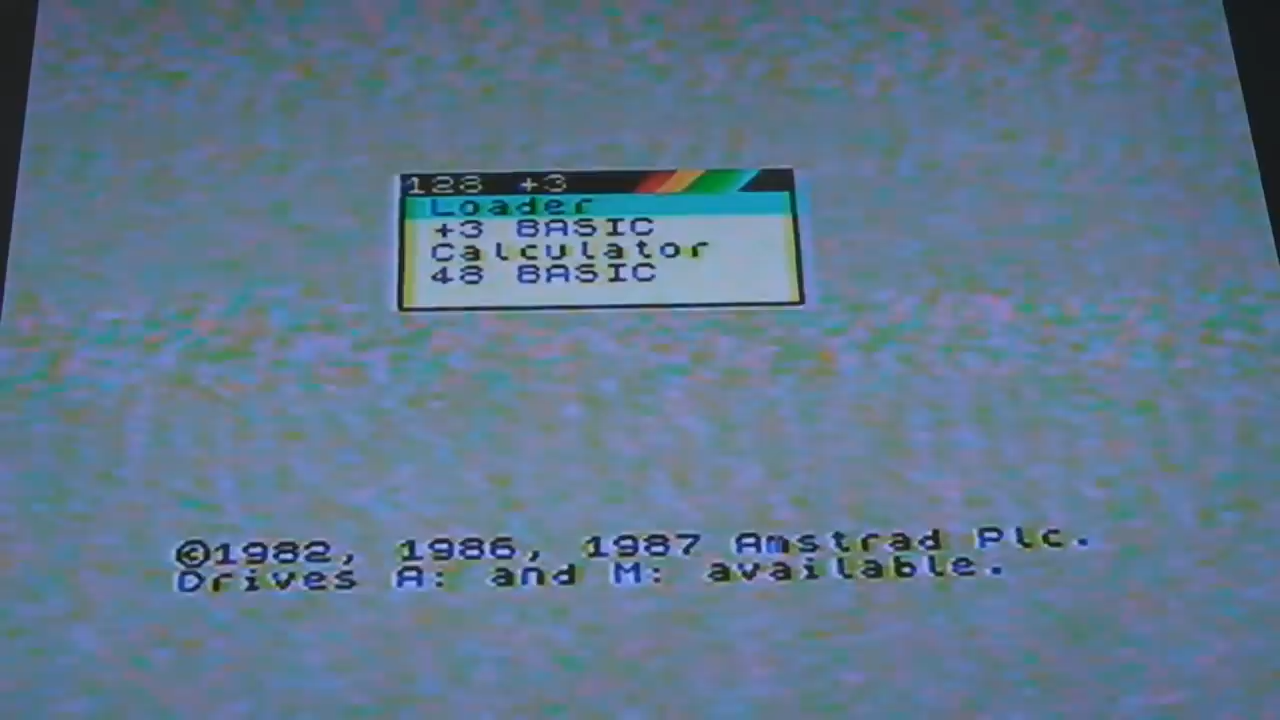 128 +3
Loader
+3 BASIC
Calculator
48 BASIC
©1982, 1986, 1987 Amstrad Plc.
Drives A: and M: available.